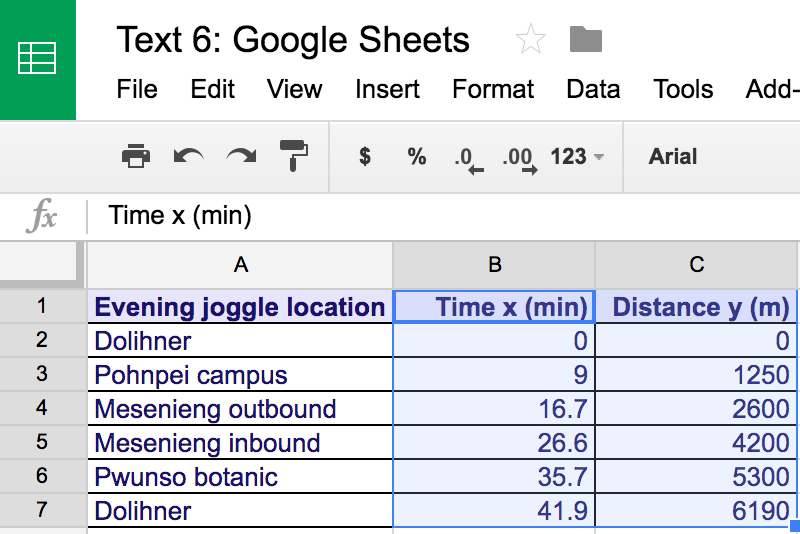 Text 6: Google Sheets
File Edit View Insert Format Data Tools Add-
$ % .0 .00 123 Arial
fx Time x (min)
A B C
1 Evening joggle location Time x (min) Distance y (m)
2 Dolihner 0 0
3 Pohnpei campus 9 1250
4 Mesenieng outbound 16.7 2600
5 Mesenieng inbound 26.6 4200
6 Pwunso botanic 35.7 5300
7 Dolihner 41.9 6190